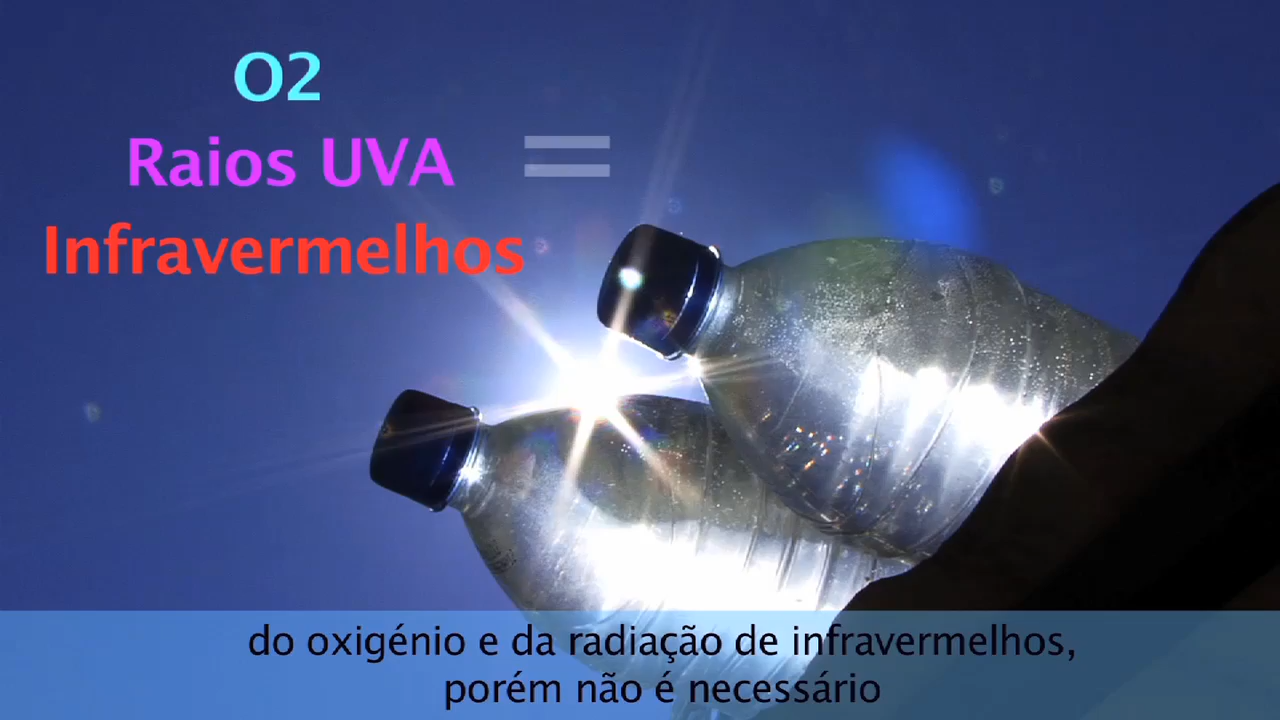 O2
Raios UVA
=
Infravermelhos
do oxigénio e da radiação de infravermelhos,
porém não é necessário